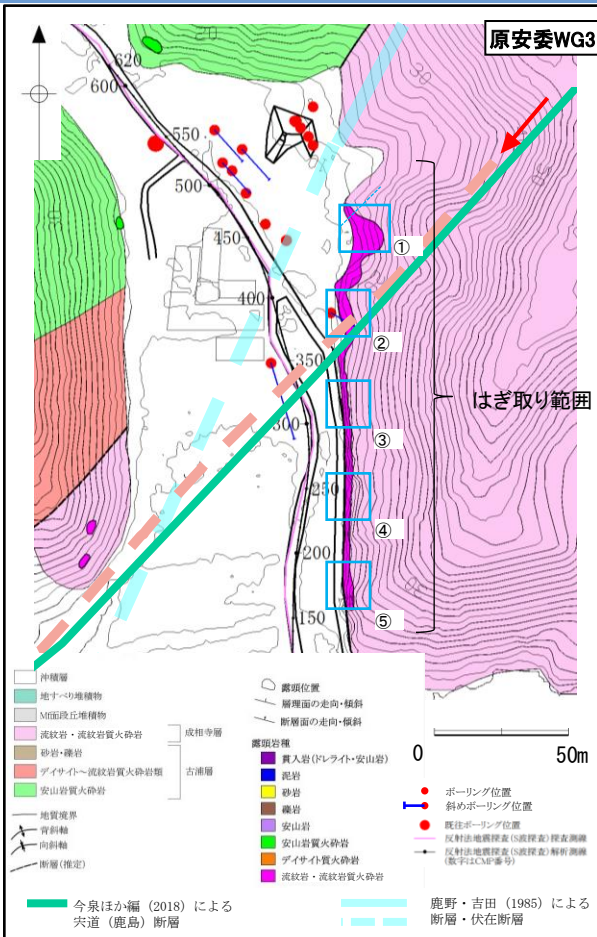 原安委WG3
620
600
550
500
450
400
350
300
250
200
150
30
20
①
②
③
④
⑤
はぎ取り範囲
0 50m
沖積層
地すべり堆積物
Mf面段丘堆積物
流紋岩・流紋岩質火砕岩
成相寺層
砂岩・礫岩
デイサイト～流紋岩質火砕岩類
古浦層
安山岩質火砕岩
地質境界
背斜軸
向斜軸
断層(推定)
露頭位置
層理面の走向・傾斜
断層面の走向・傾斜
露頭岩種
貫入岩(ドレライト・安山岩)
泥岩
砂岩
礫岩
安山岩
安山岩質火砕岩
デイサイト質火砕岩
流紋岩・流紋岩質火砕岩
ボーリング位置
斜めボーリング位置
既往ボーリング位置
反射法地震探査(S波探査)探査測線
反射法地震探査(S波探査)解析測線
(数字はCMP番号)
今泉ほか編 (2018) による
宍道 (鹿島) 断層
鹿野・吉田 (1985) による
断層・伏在断層